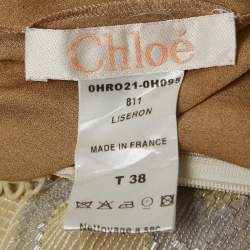 Chloé
0HRO21-0H095
811
LISERON
MADE IN FRANCE
T 38
Nettoyage a sec